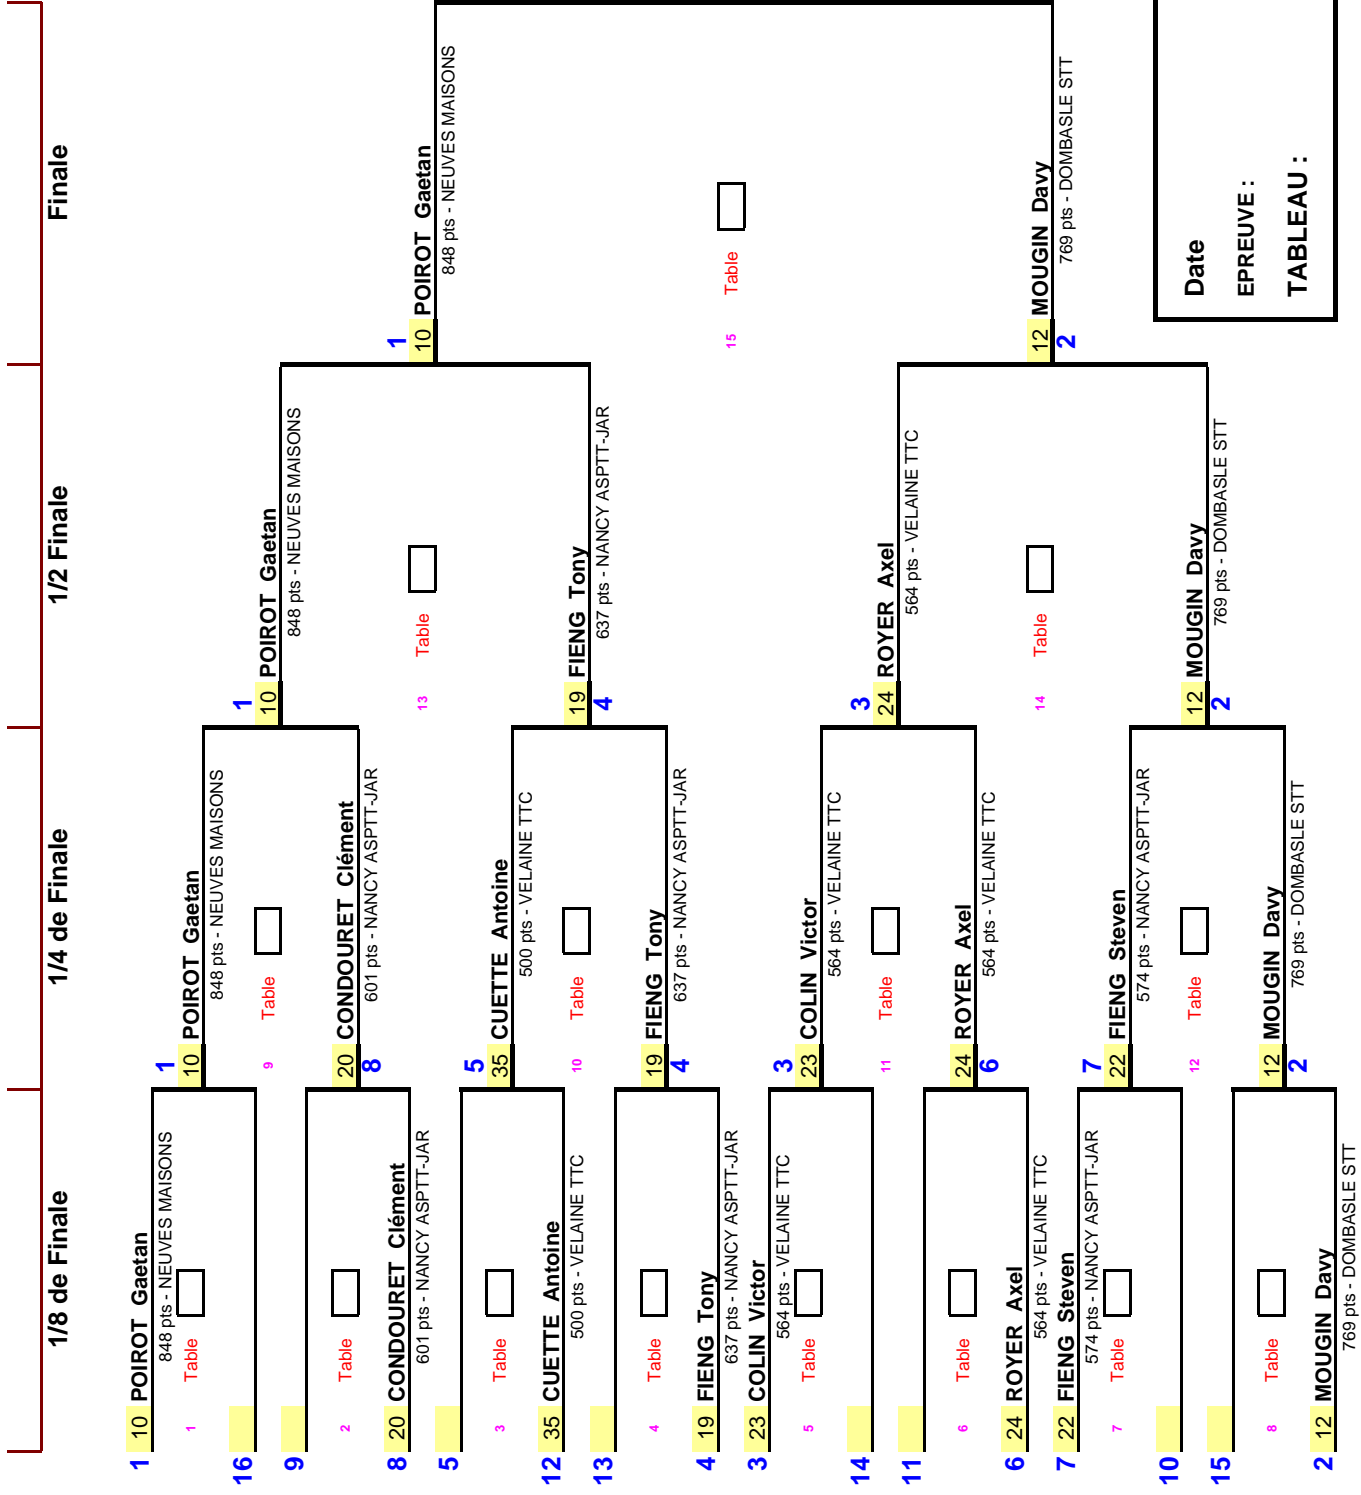 1/8 de Finale
1/4 de Finale
1/2 Finale
Finale
1
10 POIROT Gaetan
848 pts - NEUVES MAISONS
1 Table
16
9
2 Table
8
20 CONDOURET Clément
601 pts - NANCY ASPTT-JAR
5
3 Table
12
35 CUETTE Antoine
500 pts - VELAINE TTC
13
4 Table
4
19 FIENG Tony
637 pts - NANCY ASPTT-JAR
3
23 COLIN Victor
564 pts - VELAINE TTC
5 Table
14
11
6 Table
6
24 ROYER Axel
564 pts - VELAINE TTC
7
22 FIENG Steven
574 pts - NANCY ASPTT-JAR
7 Table
10
15
8 Table
2
12 MOUGIN Davy
769 pts - DOMBASLE STT
1
10 POIROT Gaetan
848 pts - NEUVES MAISONS
9 Table
20 CONDOURET Clément
8
601 pts - NANCY ASPTT-JAR
5
35 CUETTE Antoine
500 pts - VELAINE TTC
10 Table
19 FIENG Tony
4
637 pts - NANCY ASPTT-JAR
3
23 COLIN Victor
564 pts - VELAINE TTC
11 Table
24 ROYER Axel
6
564 pts - VELAINE TTC
7
22 FIENG Steven
574 pts - NANCY ASPTT-JAR
12 Table
12 MOUGIN Davy
2
769 pts - DOMBASLE STT
1
10 POIROT Gaetan
848 pts - NEUVES MAISONS
13 Table
19 FIENG Tony
4
637 pts - NANCY ASPTT-JAR
3
24 ROYER Axel
564 pts - VELAINE TTC
14 Table
12 MOUGIN Davy
2
769 pts - DOMBASLE STT
1
10 POIROT Gaetan
848 pts - NEUVES MAISONS
15 Table
12 MOUGIN Davy
2
769 pts - DOMBASLE STT
Date
EPREUVE :
TABLEAU :